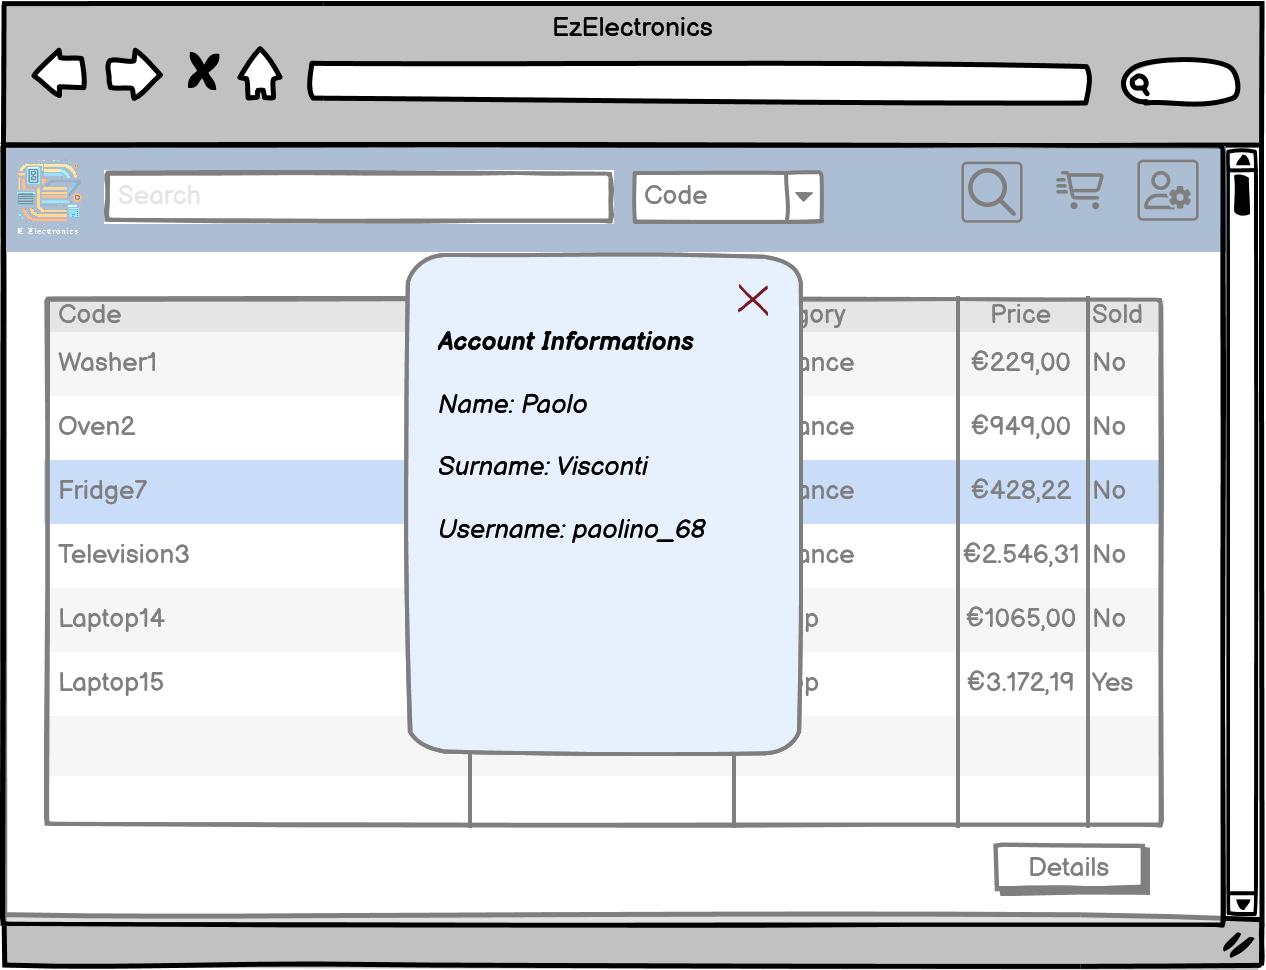 EzElectronics
E Electronics
Search
Code
Account Informations
Name: Paolo
Surname: Visconti
Username: paolino_68
Code gory Price Sold
Washer1 ance €229,00 No
Oven2 ance €949,00 No
Fridge7 ance €428,22 No
Television3 ance €2.546,31 No
Laptop14 p €1065,00 No
Laptop15 p €3.172,19 Yes
Details